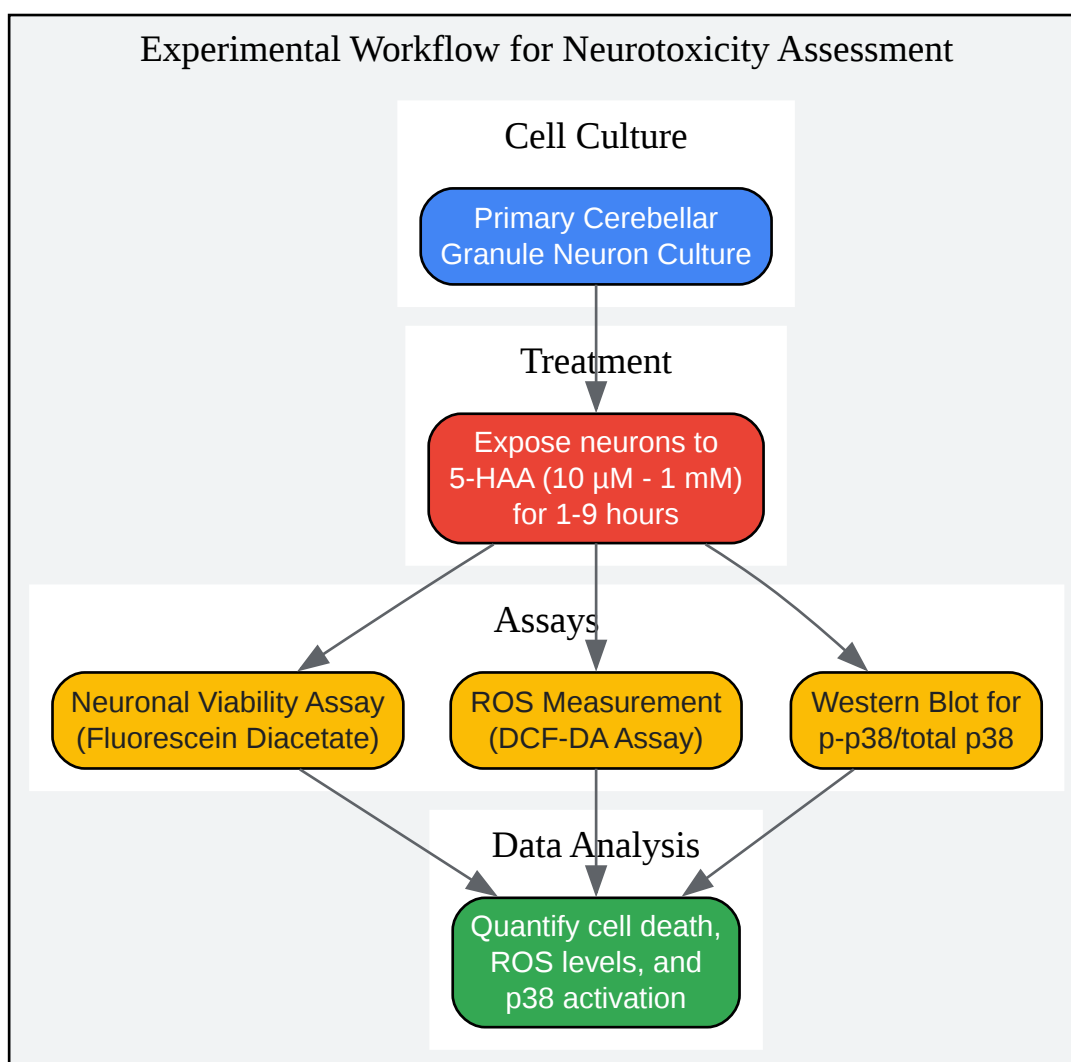 Experimental Workflow for Neurotoxicity Assessment
Cell Culture
Primary Cerebellar
Granule Neuron Culture
Treatment
Expose neurons to
5-HAA (10 µM - 1 mM)
for 1-9 hours
Assays
Neuronal Viability Assay
(Fluorescein Diacetate)
ROS Measurement
(DCF-DA Assay)
Western Blot for
p-p38/total p38
Data Analysis
Quantify cell death,
ROS levels, and
p38 activation